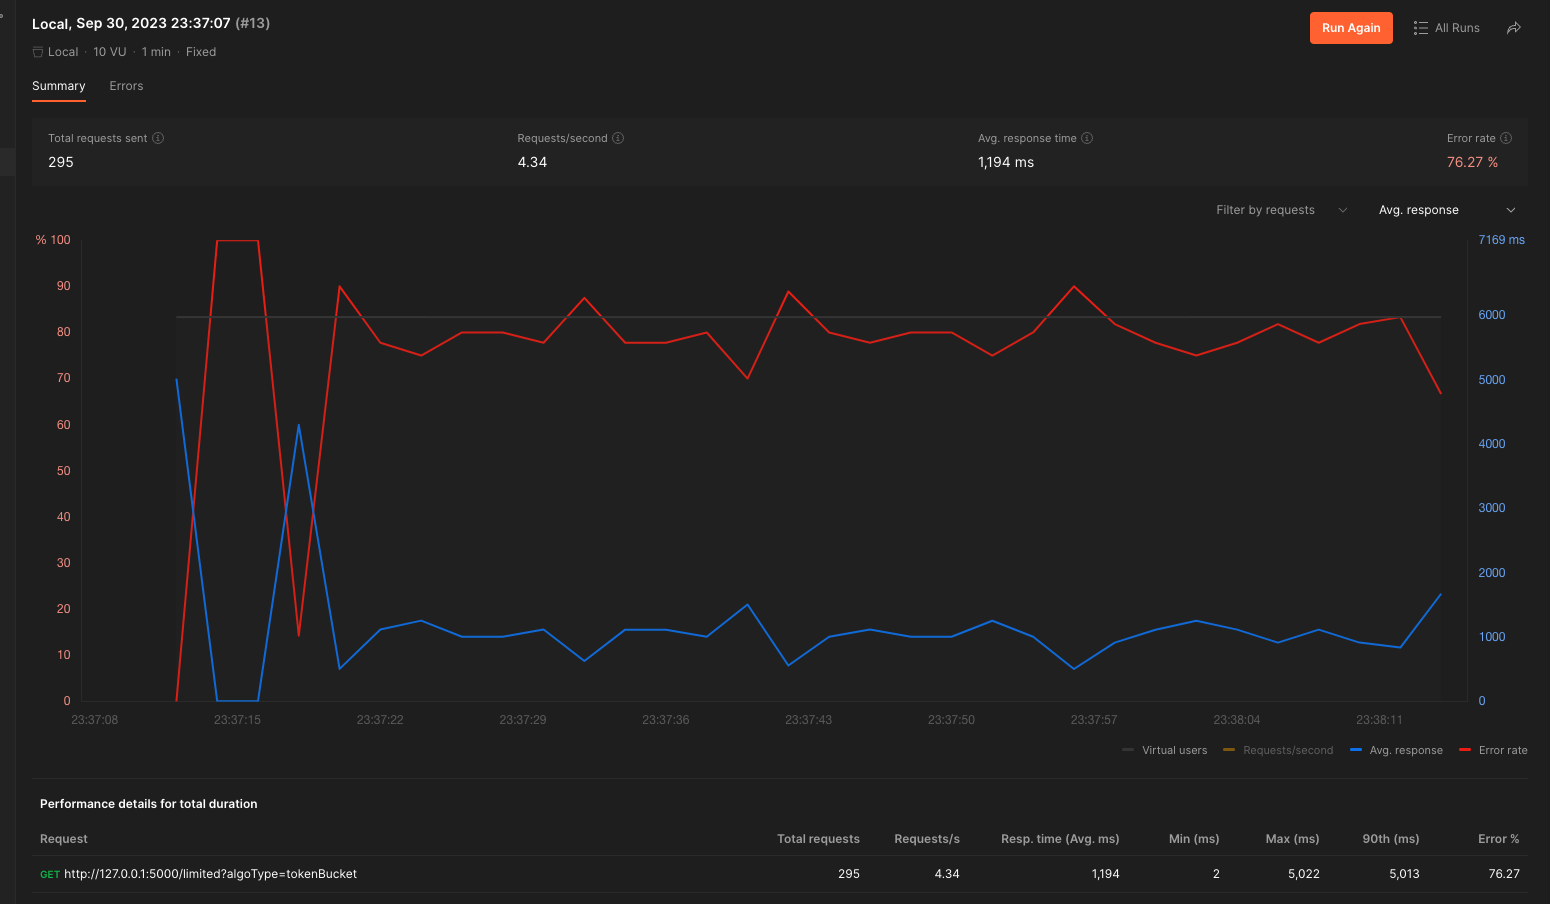 Local, Sep 30, 2023 23:37:07 (#13)
Run Again
All Runs
Local · 10 VU · 1 min · Fixed
Summary
Errors
Total requests sent
Requests/second
Avg. response time
Error rate
295
4.34
1,194 ms
76.27 %
Filter by requests
Avg. response
% 100
7169 ms
90
6000
80
5000
70
60
4000
50
3000
40
30
2000
20
1000
10
0
0
23:37:08
23:37:15
23:37:22
23:37:29
23:37:36
23:37:43
23:37:50
23:37:57
23:38:04
23:38:11
Virtual users
Requests/second
Avg. response
Error rate
Performance details for total duration
Request Total requests Requests/s Resp. time (Avg. ms) Min (ms) Max (ms) 90th (ms) Error %
GET http://127.0.0.1:5000/limited?algoType=tokenBucket 295 4.34 1,194 2 5,022 5,013 76.27